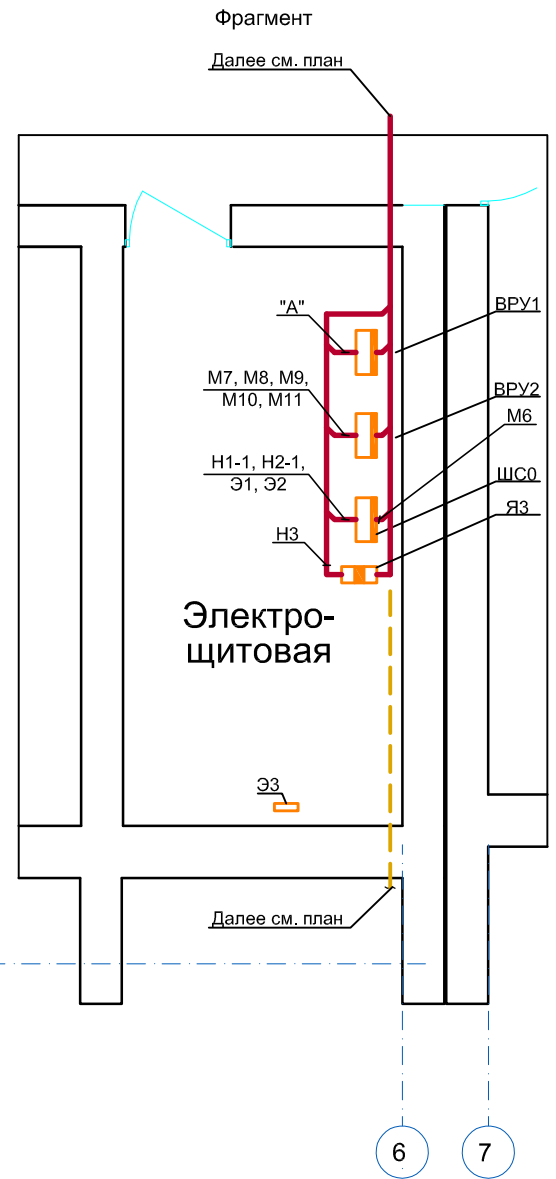 Фрагмент
Далее см. план
"А"
ВРУ1
М7, М8, М9,
М10, М11
ВРУ2
М6
Н1-1, Н2-1,
Э1, Э2
ШС0
Н3
Я3
Электро-
щитовая
Э3
Далее см. план
6
7